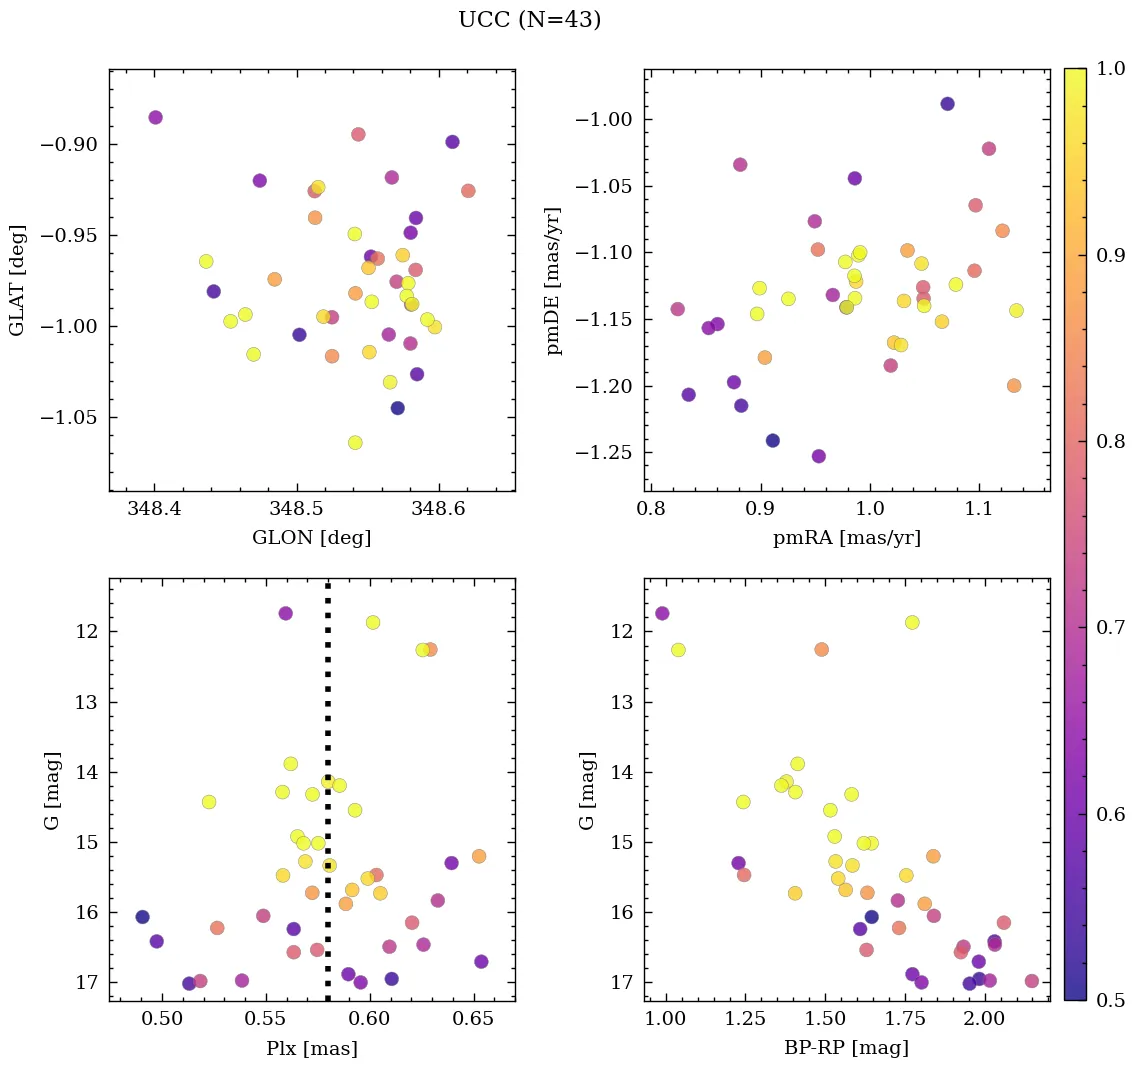 UCC (N=43)
−0.90
−0.95
−1.00
−1.05
GLAT [deg]
348.4 348.5 348.6
GLON [deg]
−1.00
−1.05
−1.10
−1.15
−1.20
−1.25
pmDE [mas/yr]
0.8 0.9 1.0 1.1
pmRA [mas/yr]
12
13
14
15
16
17
G [mag]
0.50 0.55 0.60 0.65
Plx [mas]
12
13
14
15
16
17
G [mag]
1.00 1.25 1.50 1.75 2.00
BP-RP [mag]
1.0
0.9
0.8
0.7
0.6
0.5